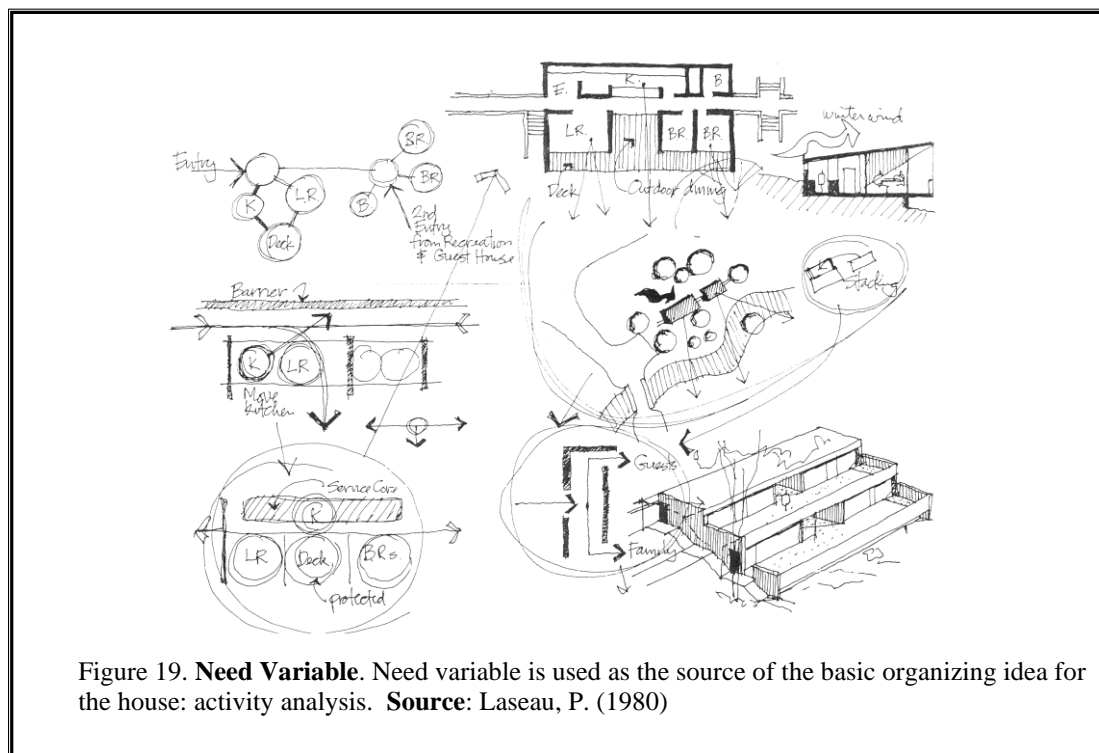 K.
B
E.
LR.
BR
BR.
winter wind
Deck
Outdoor dining
BR
Entry
BR
L.R.
K
B.
Deck
2nd
Entry
from Recreation
& Guest House
Stacking
Barrier
K
LR
Move
Kitchen
Guests
Service Core
K
LR
Deck
B.Rs.
Family
protected
Figure 19. Need Variable. Need variable is used as the source of the basic organizing idea for
the house: activity analysis. Source: Laseau, P. (1980)